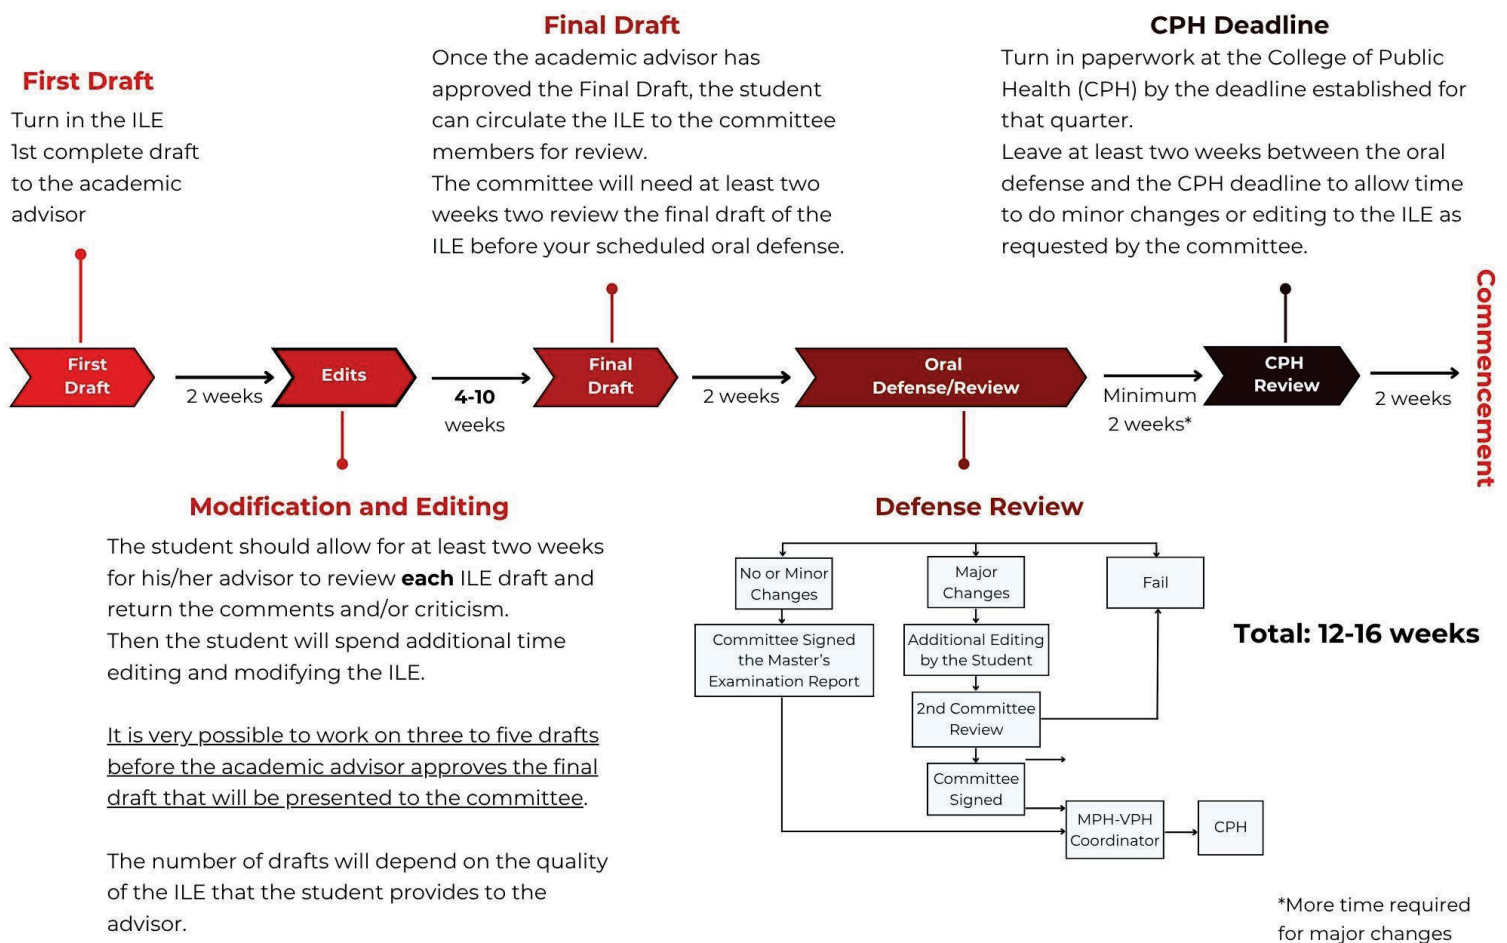 First Draft
Turn in the ILE
1st complete draft
to the academic
advisor
Final Draft
Once the academic advisor has
approved the Final Draft, the student
can circulate the ILE to the committee
members for review.
The committee will need at least two
weeks two review the final draft of the
ILE before your scheduled oral defense.
CPH Deadline
Turn in paperwork at the College of Public
Health (CPH) by the deadline established for
that quarter.
Leave at least two weeks between the oral
defense and the CPH deadline to allow time
to do minor changes or editing to the ILE as
requested by the committee.
First
Draft
2 weeks
Edits
4-10
weeks
Final
Draft
2 weeks
Oral
Defense/Review
Minimum
2 weeks*
CPH
Review
2 weeks
Commencement
Modification and Editing
The student should allow for at least two weeks
for his/her advisor to review each ILE draft and
return the comments and/or criticism.
Then the student will spend additional time
editing and modifying the ILE.
It is very possible to work on three to five drafts
before the academic advisor approves the final
draft that will be presented to the committee.
The number of drafts will depend on the quality
of the ILE that the student provides to the
advisor.
Defense Review
No or Minor
Changes
Major
Changes
Fail
Committee Signed
the Master's
Examination Report
Additional Editing
by the Student
2nd Committee
Review
Committee
Signed
MPH-VPH
Coordinator
CPH
Total: 12-16 weeks
*More time required
for major changes